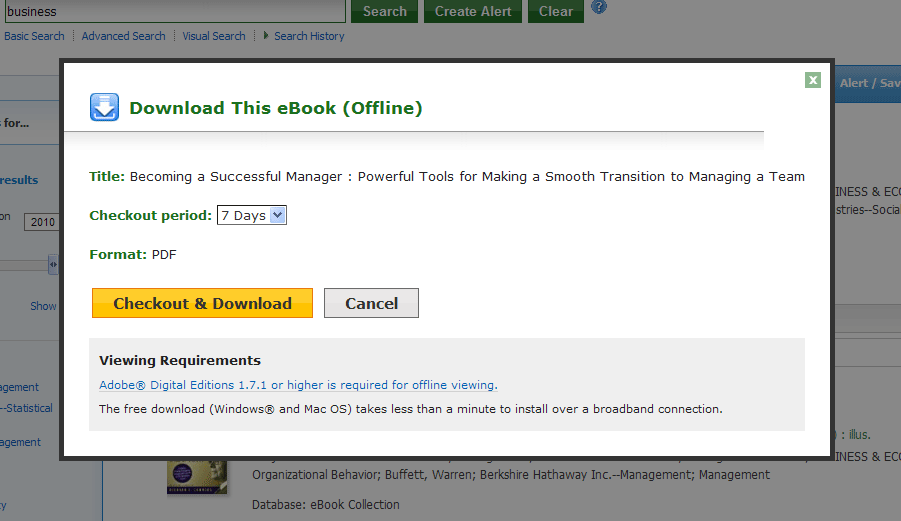 business
Search
Create Alert
Clear
?
Basic Search
Advanced Search
Visual Search
Search History
x
Alert / Sav
Download This eBook (Offline)
s for...
Title: Becoming a Successful Manager : Powerful Tools for Making a Smooth Transition to Managing a Team
results
INESS & ECO
stries--Socia
on
2010
Checkout period: 7 Days
Format: PDF
Show
Checkout & Download
Cancel
Viewing Requirements
Adobe® Digital Editions 1.7.1 or higher is required for offline viewing.
agement
--Statistical
The free download (Windows® and Mac OS) takes less than a minute to install over a broadband connection.
agement
) : illus.
INESS & ECO
Organizational Behavior; Buffett, Warren; Berkshire Hathaway Inc.--Management; Management
y
Database: eBook Collection